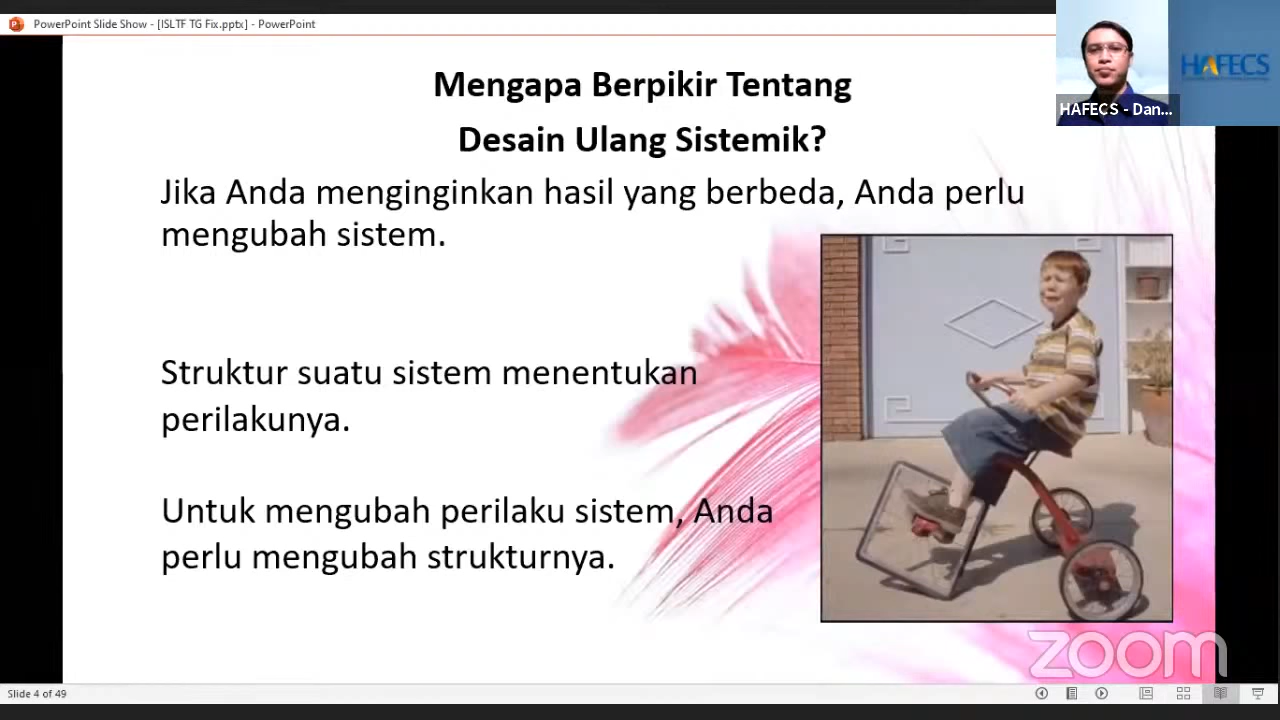 PowerPoint Slide Show - [ISLTF TG Fix.pptx] - PowerPoint
HAFECS
HAFECS - Dan...
Mengapa Berpikir Tentang
Desain Ulang Sistemik?
Jika Anda menginginkan hasil yang berbeda, Anda perlu
mengubah sistem.
Struktur suatu sistem menentukan
perilakunya.
Untuk mengubah perilaku sistem, Anda
perlu mengubah strukturnya.
zoom
Slide 4 of 49